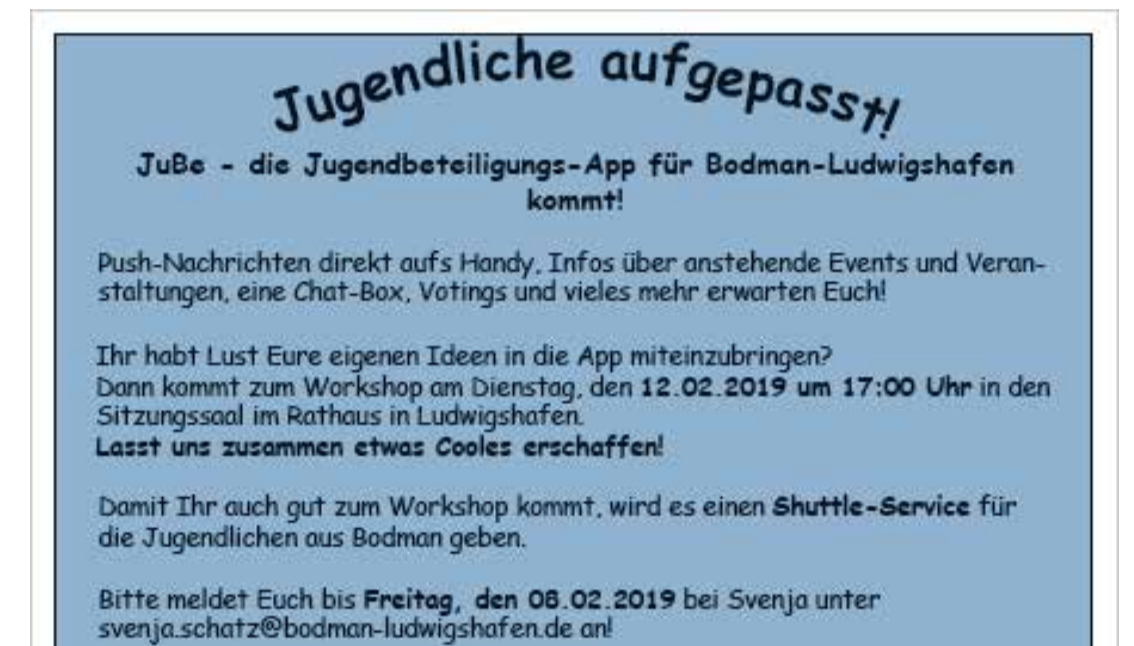 Jugendliche aufgepasst!
JuBe - die Jugendbeteiligungs-App für Bodman-Ludwigshafen
kommt!
Push-Nachrichten direkt aufs Handy, Infos über anstehende Events und Veran-
staltungen, eine Chat-Box, Votings und vieles mehr erwarten Euch!
Ihr habt Lust Eure eigenen Ideen in die App miteinzubringen?
Dann kommt zum Workshop am Dienstag, den 12.02.2019 um 17:00 Uhr in den
Sitzungssaal im Rathaus in Ludwigshafen.
Lasst uns zusammen etwas Cooles erschaffen!
Damit Ihr auch gut zum Workshop kommt, wird es einen Shuttle-Service für
die Jugendlichen aus Bodman geben.
Bitte meldet Euch bis Freitag, den 08.02.2019 bei Svenja unter
svenja.schatz@bodman-ludwigshafen.de an!